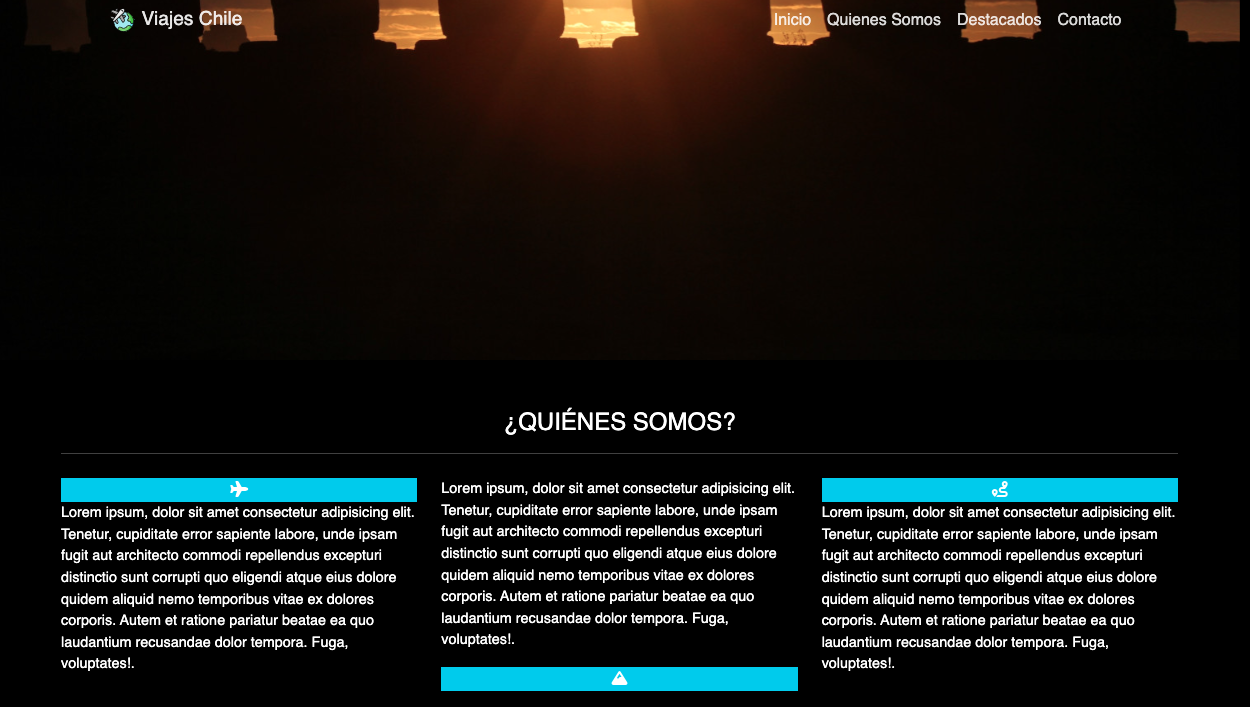 Viajes Chile
Inicio Quienes Somos Destacados Contacto
¿QUIÉNES SOMOS?
Lorem ipsum, dolor sit amet consectetur adipisicing elit.
Tenetur, cupiditate error sapiente labore, unde ipsam
fugit aut architecto commodi repellendus excepturi
distinctio sunt corrupti quo eligendi atque eius dolore
quidem aliquid nemo temporibus vitae ex dolores
corporis. Autem et ratione pariatur beatae ea quo
laudantium recusandae dolor tempora. Fuga,
voluptates!.
Lorem ipsum, dolor sit amet consectetur adipisicing elit.
Tenetur, cupiditate error sapiente labore, unde ipsam
fugit aut architecto commodi repellendus excepturi
distinctio sunt corrupti quo eligendi atque eius dolore
quidem aliquid nemo temporibus vitae ex dolores
corporis. Autem et ratione pariatur beatae ea quo
laudantium recusandae dolor tempora. Fuga,
voluptates!.
Lorem ipsum, dolor sit amet consectetur adipisicing elit.
Tenetur, cupiditate error sapiente labore, unde ipsam
fugit aut architecto commodi repellendus excepturi
distinctio sunt corrupti quo eligendi atque eius dolore
quidem aliquid nemo temporibus vitae ex dolores
corporis. Autem et ratione pariatur beatae ea quo
laudantium recusandae dolor tempora. Fuga,
voluptates!.